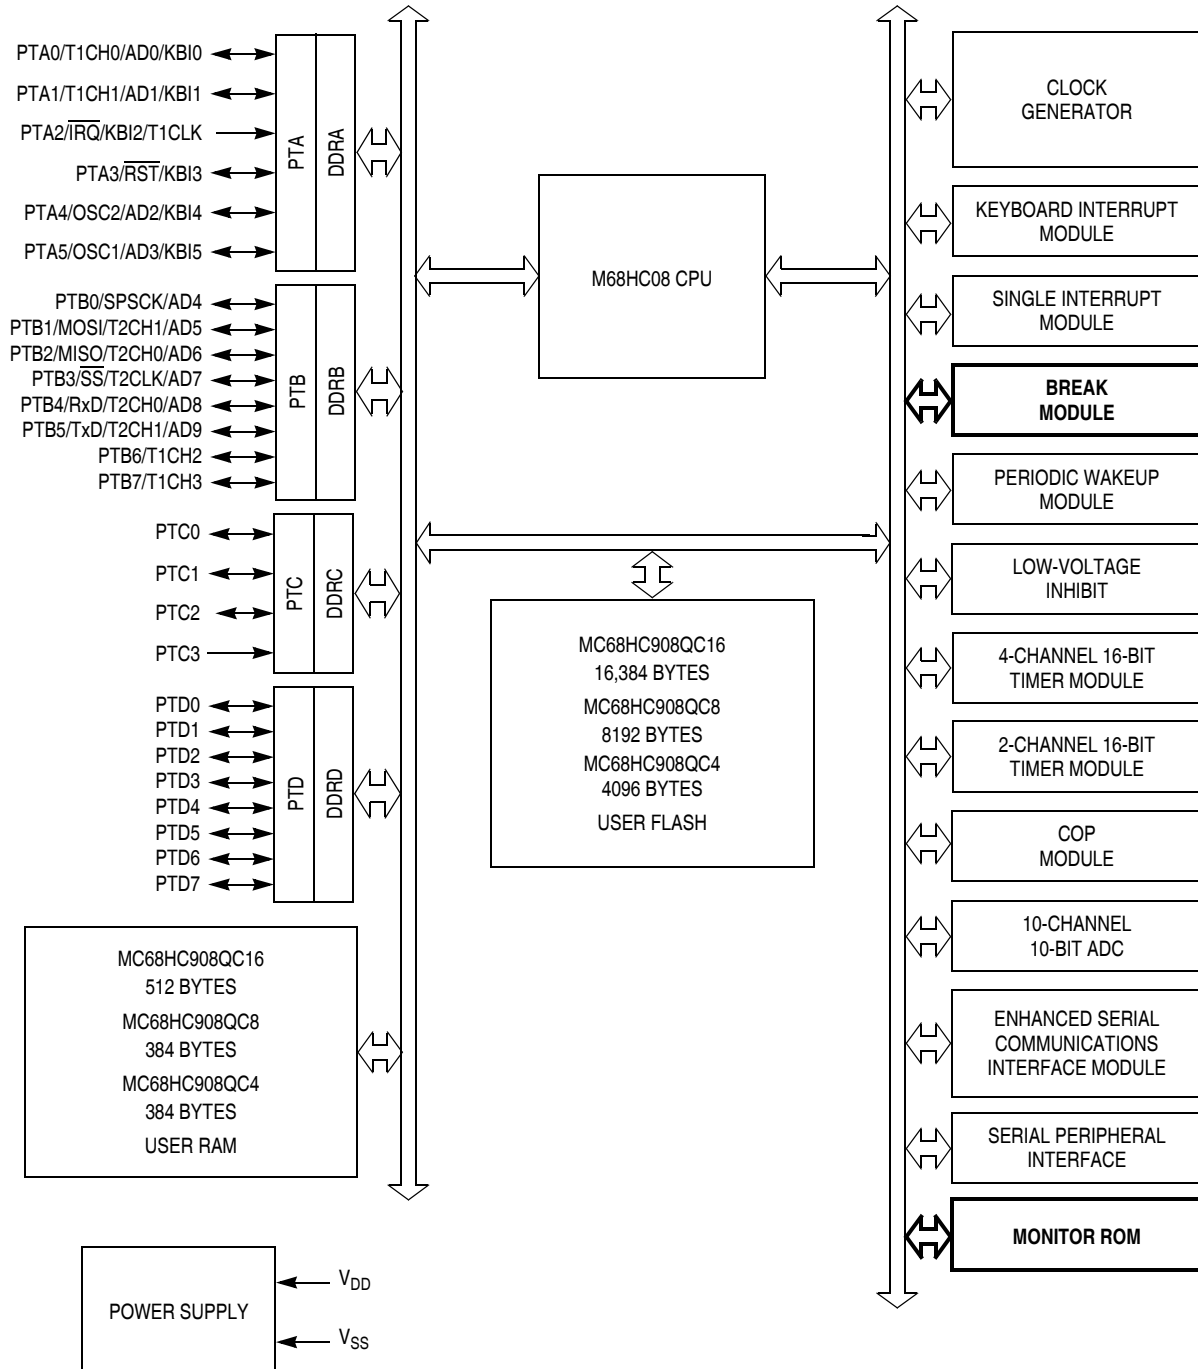 PTA0/T1CH0/AD0/KBI0
PTA1/T1CH1/AD1/KBI1
PTA2/IRQ/KBI2/T1CLK
PTA3/RST/KBI3
PTA4/OSC2/AD2/KBI4
PTA5/OSC1/AD3/KBI5
PTA
DDRA
PTB0/SPSCK/AD4
PTB1/MOSI/T2CH1/AD5
PTB2/MISO/T2CH0/AD6
PTB3/SS/T2CLK/AD7
PTB4/RxD/T2CH0/AD8
PTB5/TxD/T2CH1/AD9
PTB6/T1CH2
PTB7/T1CH3
PTB
DDRB
PTC0
PTC1
PTC2
PTC3
PTC
DDRC
PTD0
PTD1
PTD2
PTD3
PTD4
PTD5
PTD6
PTD7
PTD
DDRD
MC68HC908QC16
512 BYTES
MC68HC908QC8
384 BYTES
MC68HC908QC4
384 BYTES
USER RAM
POWER SUPPLY
VDD
VSS
M68HC08 CPU
MC68HC908QC16
16,384 BYTES
MC68HC908QC8
8192 BYTES
MC68HC908QC4
4096 BYTES
USER FLASH
CLOCK
GENERATOR
KEYBOARD INTERRUPT
MODULE
SINGLE INTERRUPT
MODULE
BREAK
MODULE
PERIODIC WAKEUP
MODULE
LOW-VOLTAGE
INHIBIT
4-CHANNEL 16-BIT
TIMER MODULE
2-CHANNEL 16-BIT
TIMER MODULE
COP
MODULE
10-CHANNEL
10-BIT ADC
ENHANCED SERIAL
COMMUNICATIONS
INTERFACE MODULE
SERIAL PERIPHERAL
INTERFACE
MONITOR ROM